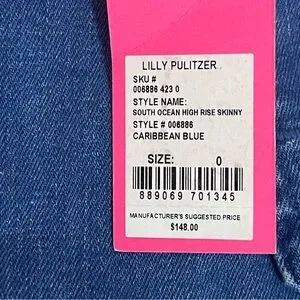 LILLY PULITZER
SKU #
006886 423 0
STYLE NAME:
SOUTH OCEAN HIGH RISE SKINNY
STYLE # 006886
CARIBBEAN BLUE
SIZE: 0
889069 701345
MANUFACTURER'S SUGGESTED PRICE
$148.00